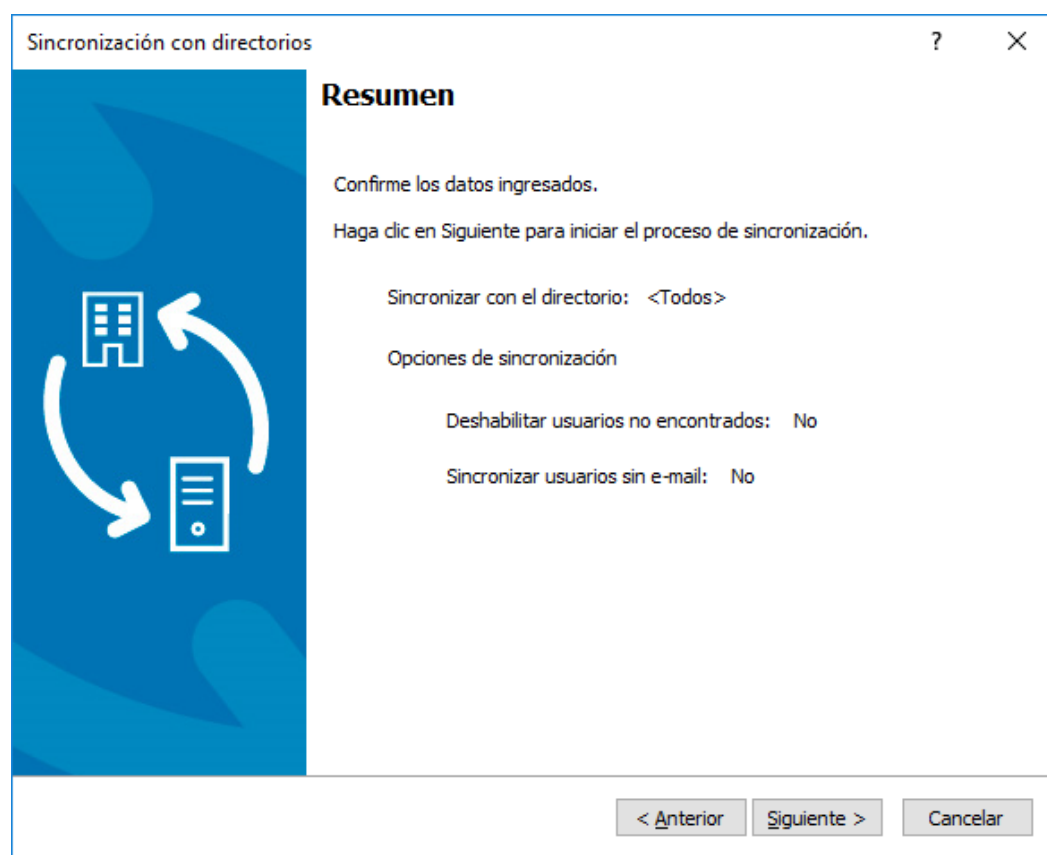 Sincronización con directorios
?
Resumen
Confirme los datos ingresados.
Haga clic en Siguiente para iniciar el proceso de sincronización.
Sincronizar con el directorio: <Todos>
Opciones de sincronización
Deshabilitar usuarios no encontrados: No
Sincronizar usuarios sin e-mail: No
< Anterior Siguiente > Cancelar